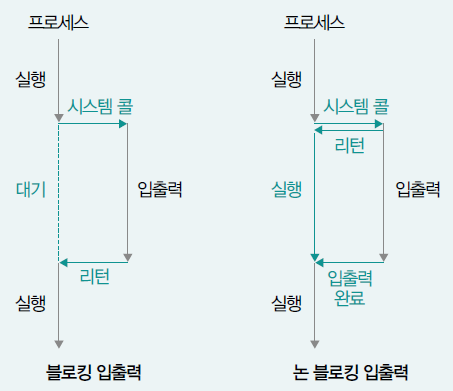 프로세스
실행
시스템 콜
대기
입출력
리턴
실행
블로킹 입출력
프로세스
실행
시스템 콜
리턴
실행
입출력
입출력
완료
실행
논 블로킹 입출력